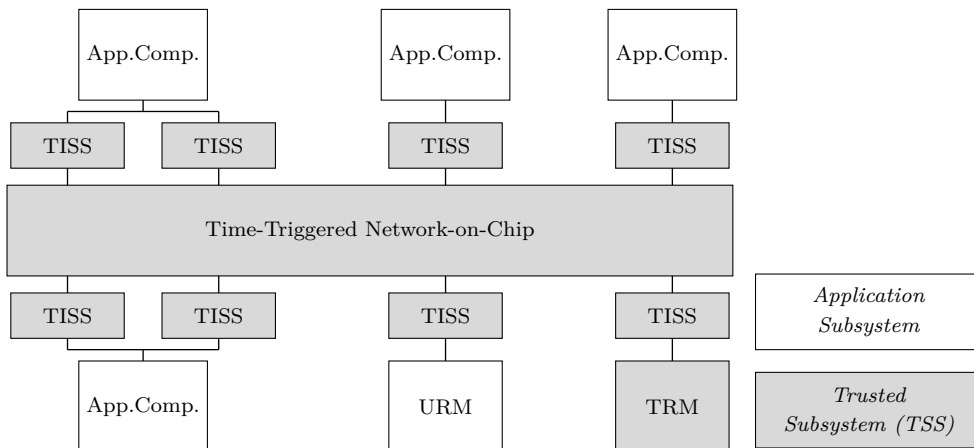 App.Comp.
App.Comp.
App.Comp.
TISS
TISS
TISS
TISS
Time-Triggered Network-on-Chip
TISS
TISS
TISS
TISS
Application
Subsystem
App.Comp.
URM
TRM
Trusted
Subsystem (TSS)